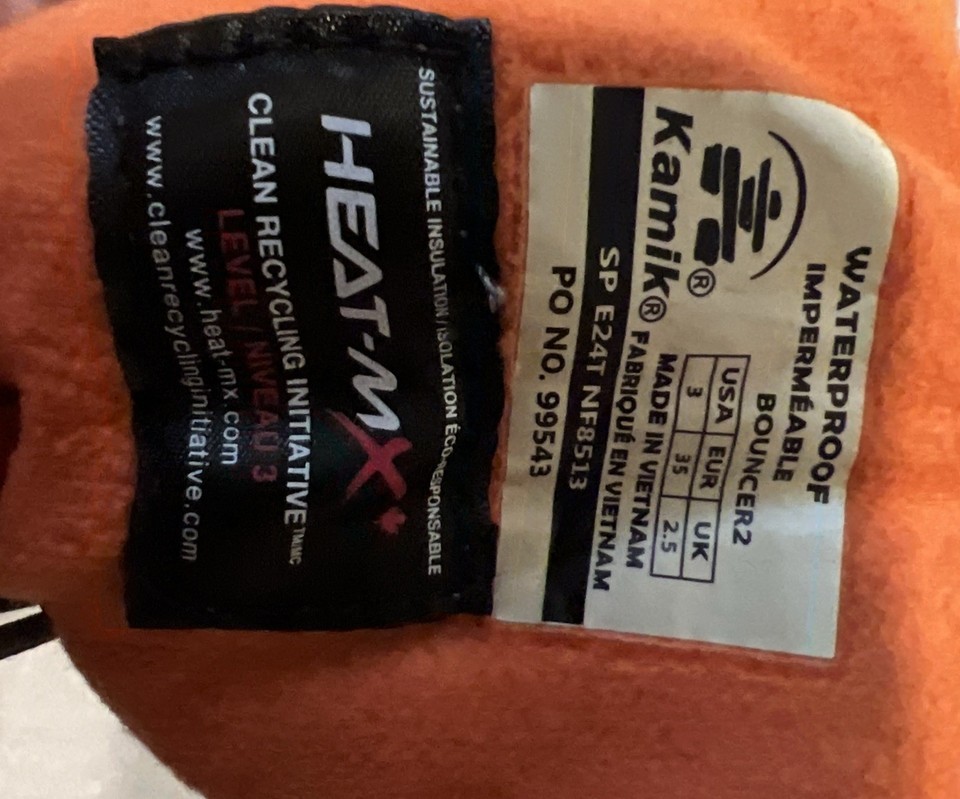 WATERPROOF
IMPERMÉABLE
BOUNCER2
USA EUR UK
3 35 2.5
Kamik®
®
MADE IN VIETNAM
FABRIQUÉ EN VIETNAM
SP E24T NF8513
PO NO. 99543
SUSTAINABLE INSULATION / ISOLATION ÉCO-RESPONSABLE
HEAT-MX
CLEAN RECYCLING INITIATIVE™/MC
LEVEL / NIVEAU 3
www.heat-mx.com
www.cleanrecyclinginitiative.com